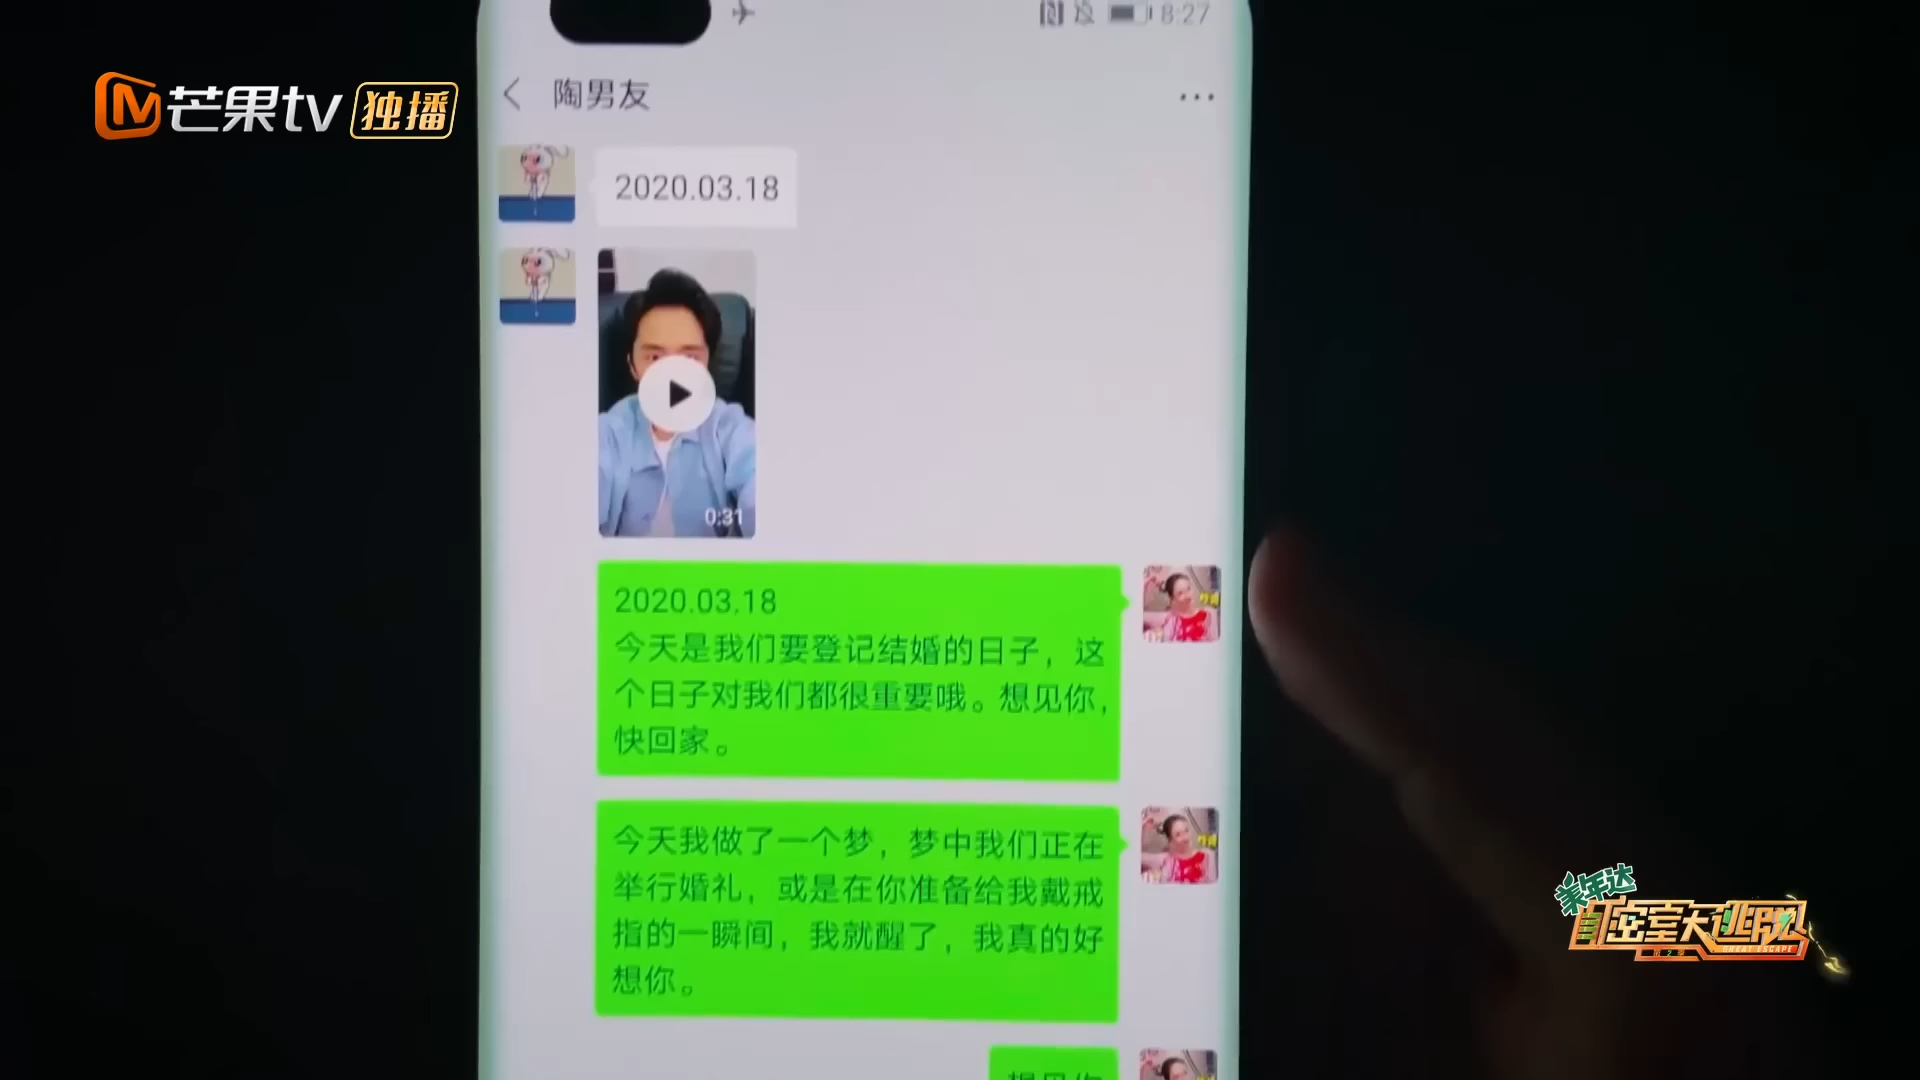 8:27
芒果tv 独播
陶男友
2020.03.18
0:31
2020.03.18
今天是我们要登记结婚的日子，这
个日子对我们都很重要哦。想见你，
快回家。
今天我做了一个梦，梦中我们正在
举行婚礼，或是在你准备给我戴戒
指的一瞬间，我就醒了，我真的好
想你。
美年达
密室大逃脱
GREAT ESCAPE